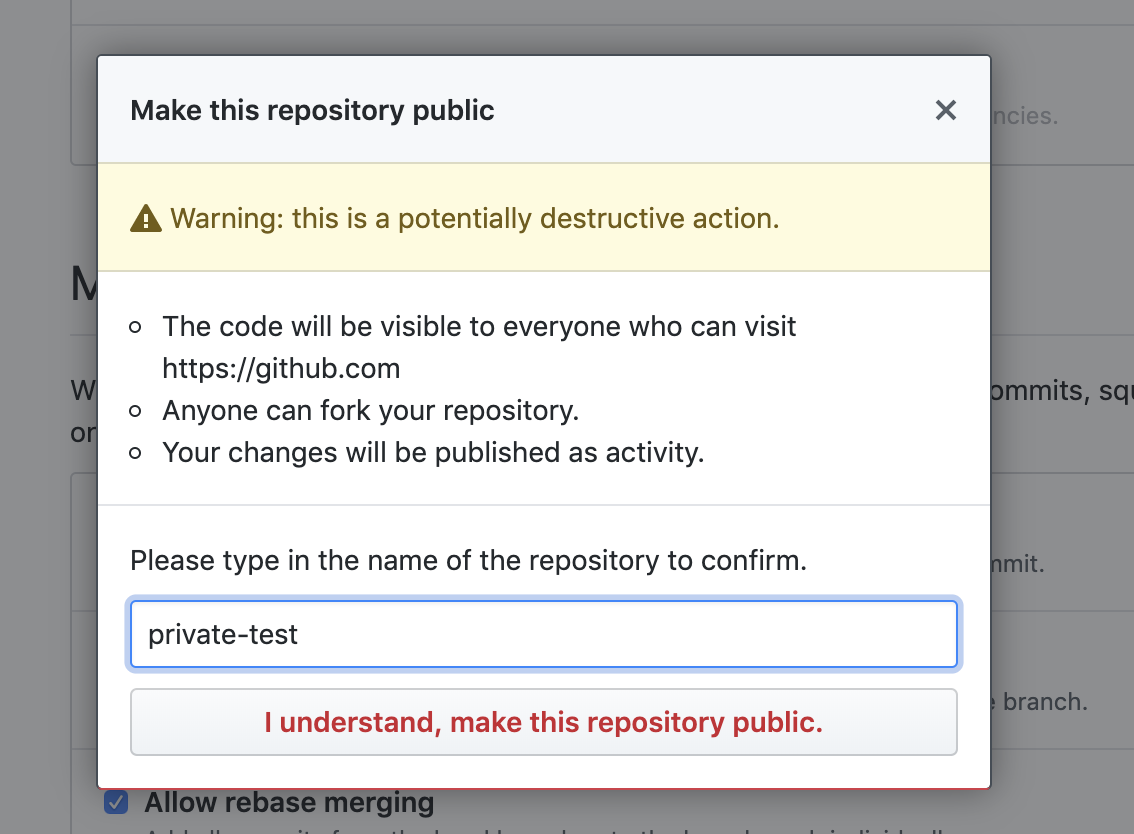 Make this repository public
ncies.
Warning: this is a potentially destructive action.
The code will be visible to everyone who can visit
https://github.com
Anyone can fork your repository.
ommits, squ
or
Your changes will be published as activity.
Please type in the name of the repository to confirm.
mmit.
private-test
branch.
I understand, make this repository public.
Allow rebase merging